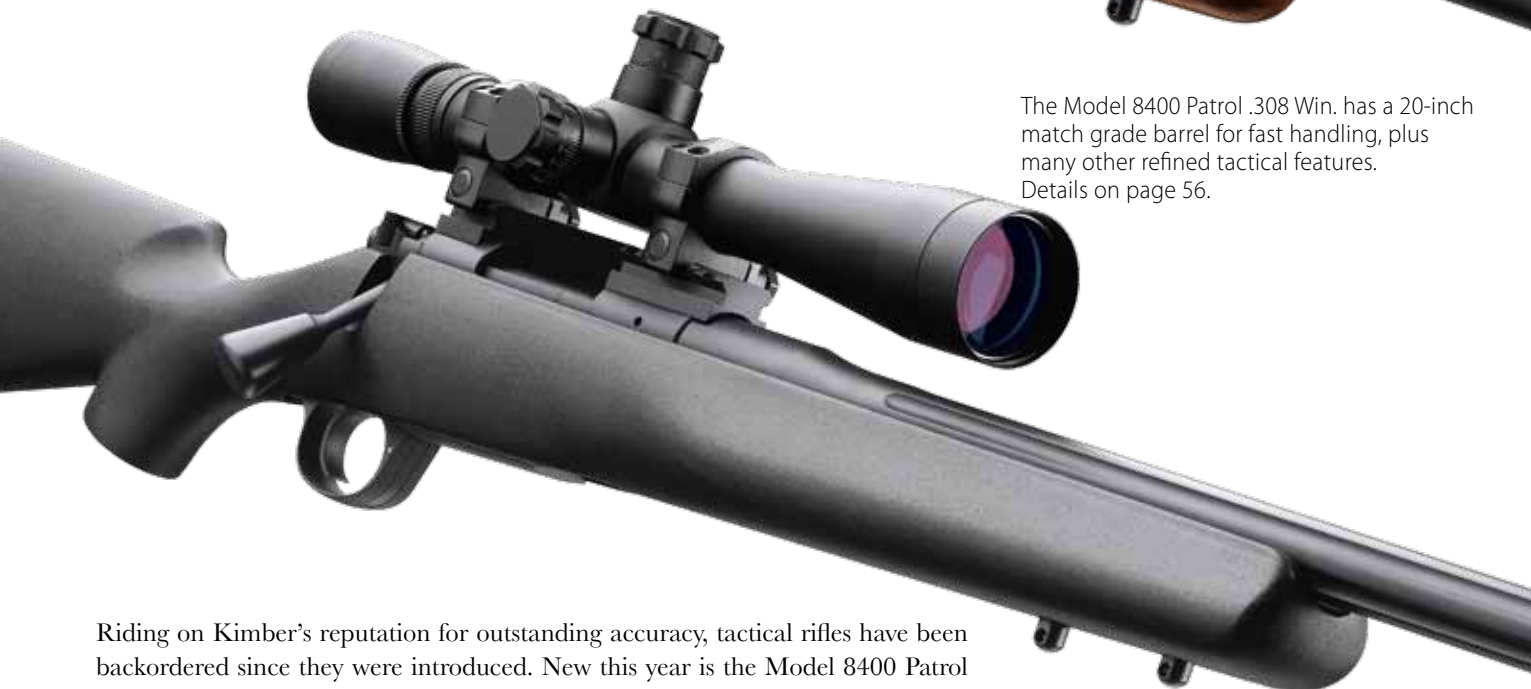 The Model 8400 Patrol .308 Win. has a 20-inch
match grade barrel for fast handling, plus
many other refined tactical features.
Details on page 56.
Riding on Kimber’s reputation for outstanding accuracy, tactical rifles have been
backordered since they were introduced. New this year is the Model 8400 Patrol